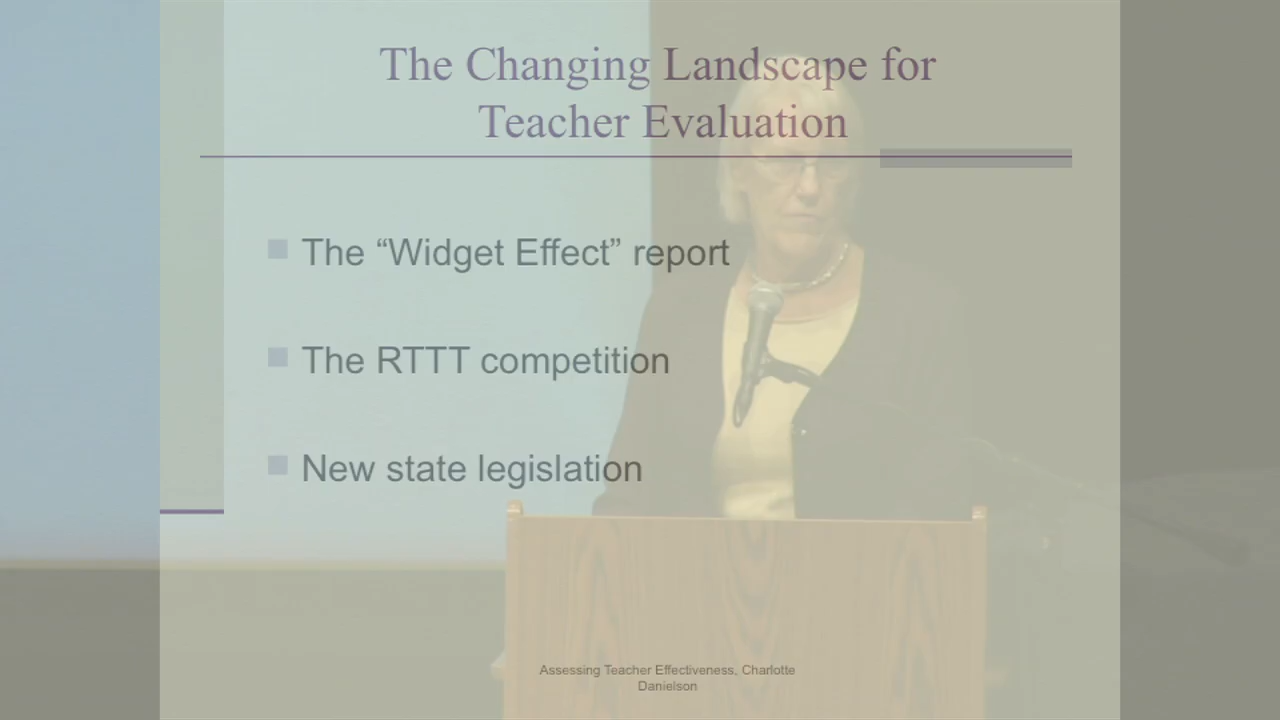 The Changing Landscape for
Teacher Evaluation
The “Widget Effect” report
The RTTT competition
New state legislation
Assessing Teacher Effectiveness, Charlotte
Danielson